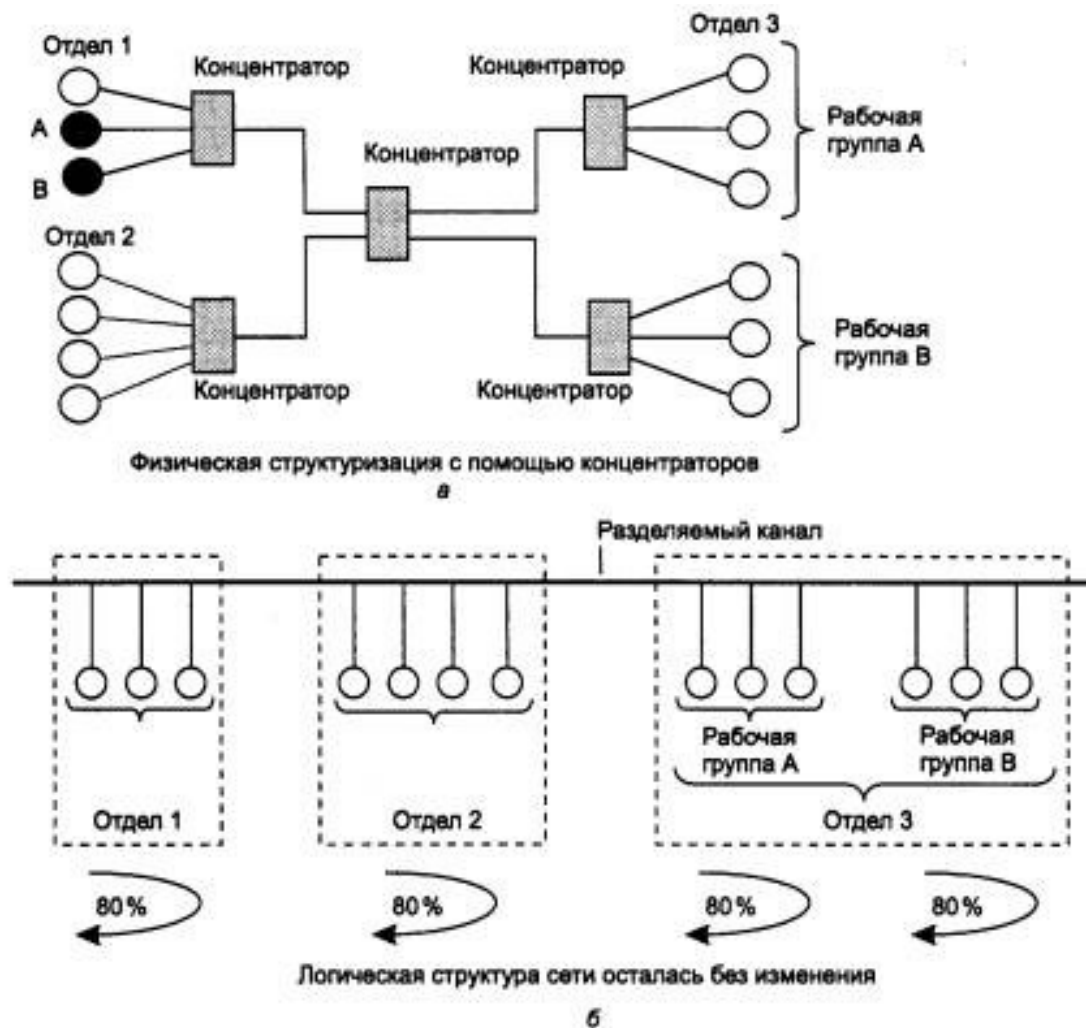 Отдел 1
Отдел 3
Концентратор
Концентратор
А
Рабочая
группа А
Концентратор
В
Отдел 2
Рабочая
группа В
Концентратор
Концентратор
Физическая структуризация с помощью концентраторов
а
Разделяемый канал
Рабочая
группа А
Рабочая
группа В
Отдел 1
Отдел 2
Отдел 3
80 %
80 %
80 %
80 %
Логическая структура сети осталась без изменения
б